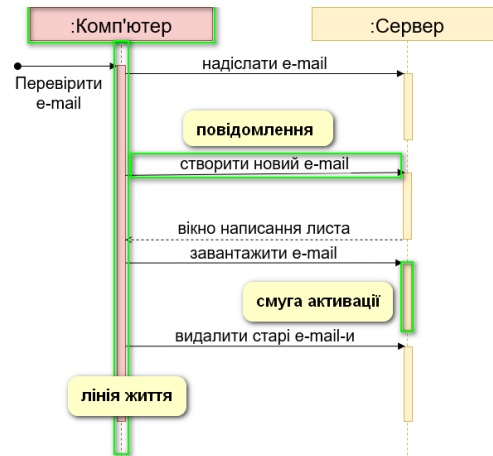 :Комп'ютер
:Сервер
надіслати e-mail
Перевірити
e-mail
повідомлення
створити новий e-mail
вікно написання листа
завантажити e-mail
смуга активації
видалити старі e-mail-и
лінія життя